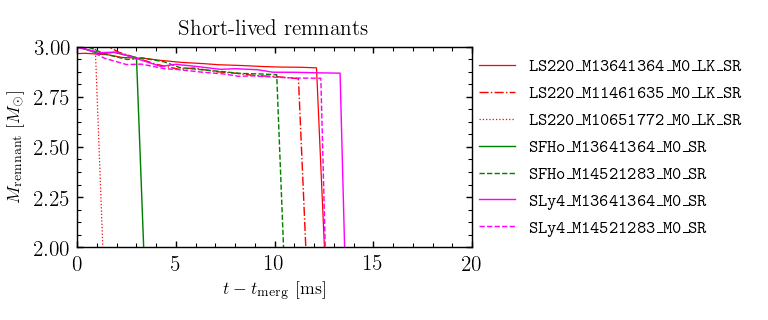 Short-lived remnants
3.00
2.75
2.50
2.25
2.00
M_remnant [M_⊙]
0 5 10 15 20
t − t_merg [ms]
LS220_M13641364_M0_LK_SR
LS220_M11461635_M0_LK_SR
LS220_M10651772_M0_LK_SR
SFHo_M13641364_M0_SR
SFHo_M14521283_M0_SR
SLy4_M13641364_M0_SR
SLy4_M14521283_M0_SR